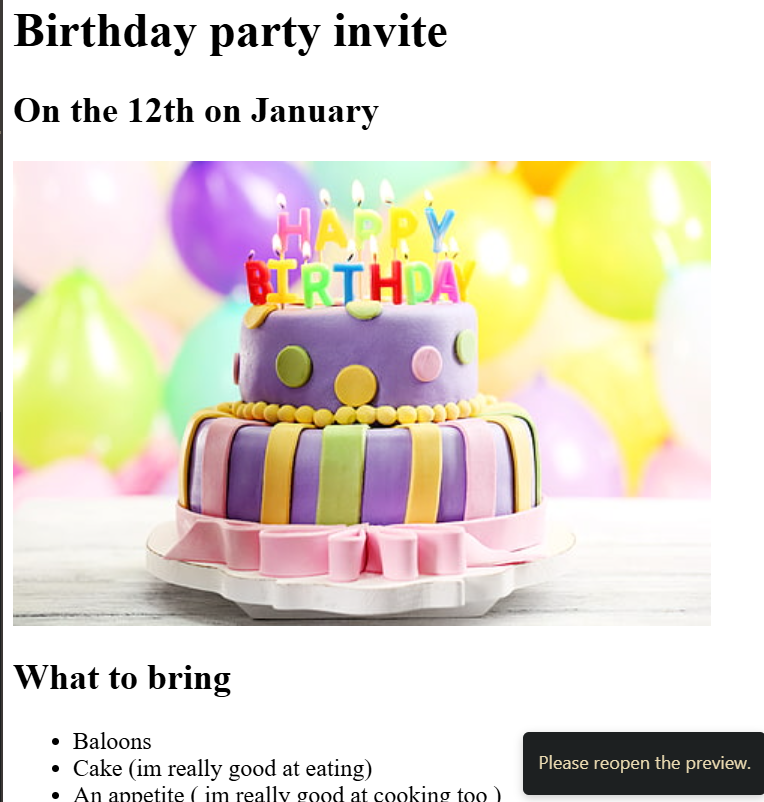 Birthday party invite
On the 12th on January
HAPPY
BIRTHDAY
What to bring
Baloons
Cake (im really good at eating)
An appetite ( im really good at cooking too )
Please reopen the preview.